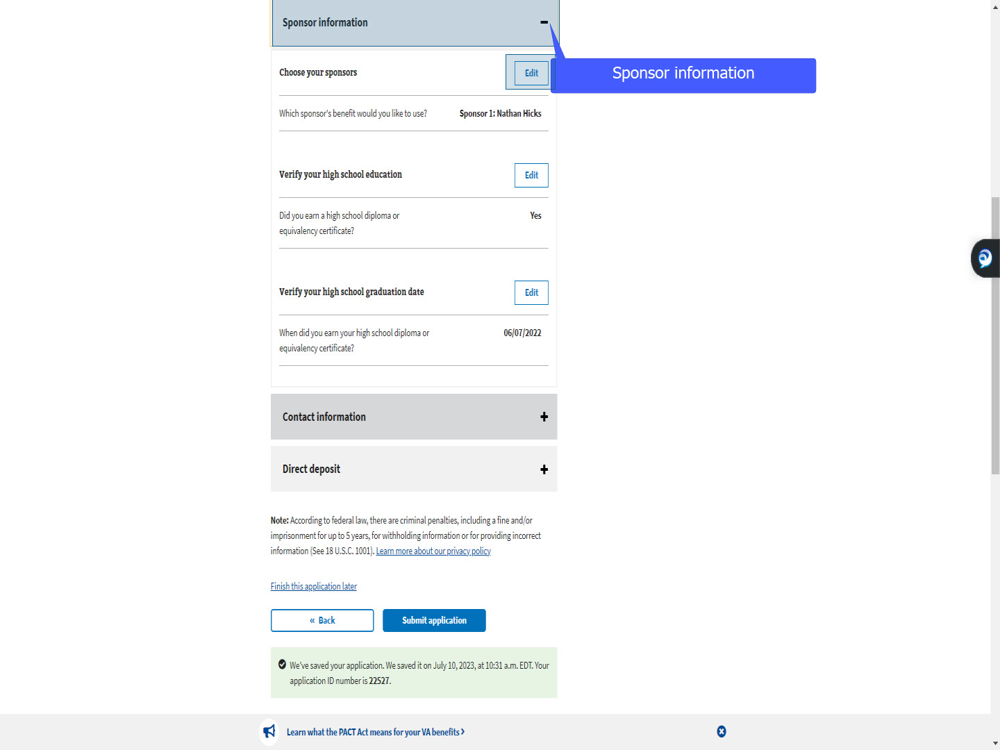 Sponsor information
Sponsor information
Choose your sponsors
Edit
Which sponsor's benefit would you like to use?
Sponsor 1: Nathan Hicks
Verify your high school education
Edit
Did you earn a high school diploma or
equivalency certificate?
Yes
Verify your high school graduation date
Edit
When did you earn your high school diploma or
equivalency certificate?
06/07/2022
Contact information
Direct deposit
Note: According to federal law, there are criminal penalties, including a fine and/or
imprisonment for up to 5 years, for withholding information or for providing incorrect
information (See 18 U.S.C. 1001). Learn more about our privacy policy
Finish this application later
« Back
Submit application
We've saved your application. We saved it on July 10, 2023, at 10:31 a.m. EDT. Your
application ID number is 22527.
Learn what the PACT Act means for your VA benefits ›